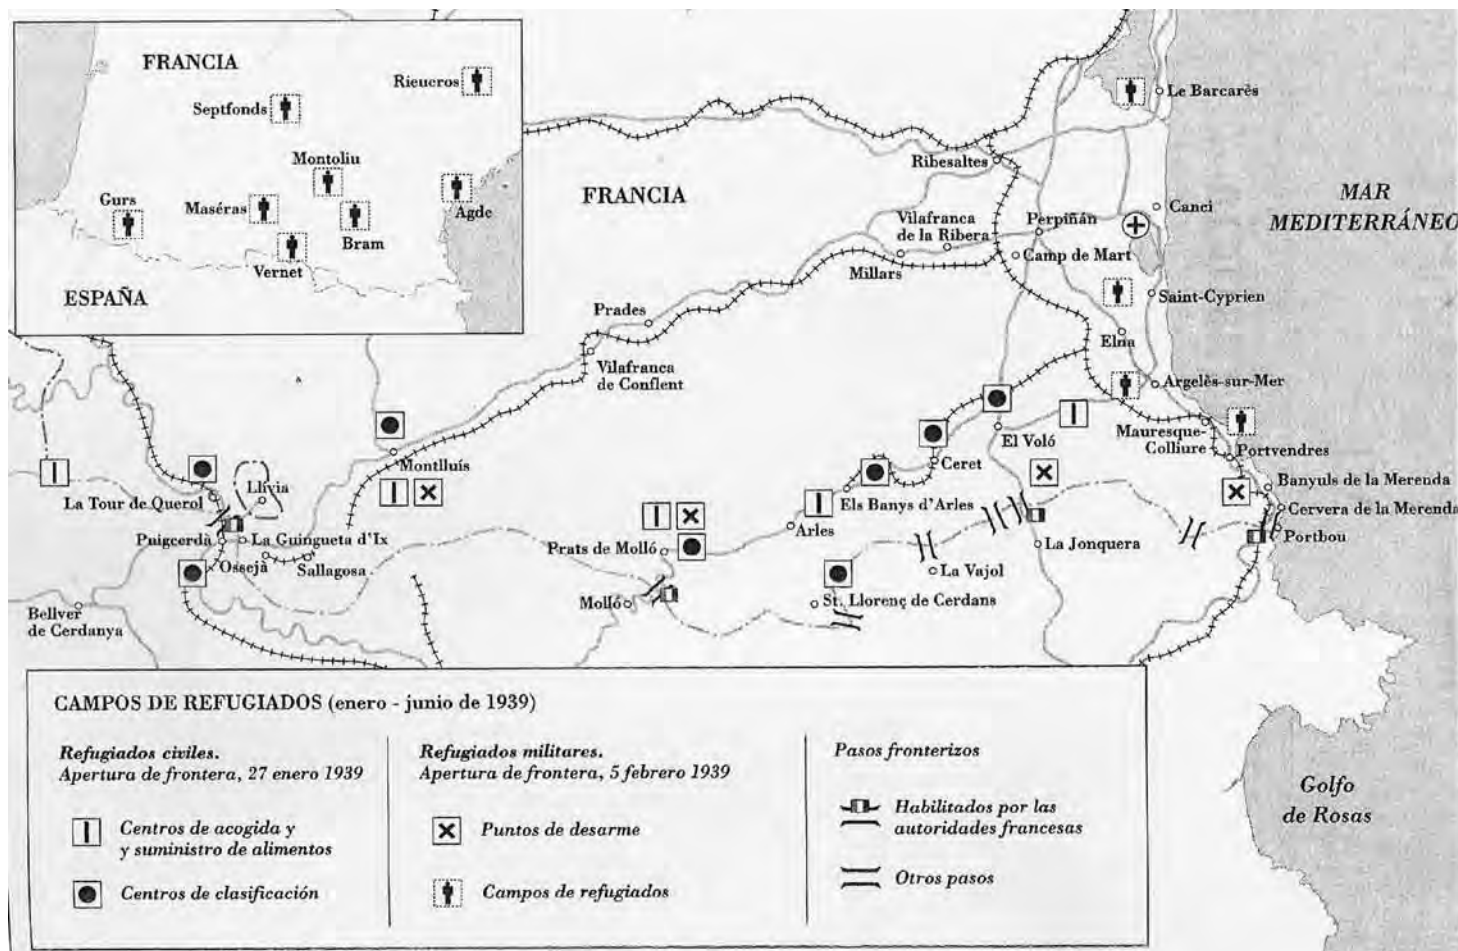 FRANCIA
Rieucros
Septfonds
Montoliu
Gurs
Maséras
Agde
Bram
Vernet
ESPAÑA
Le Barcarès
Ribesaltes
FRANCIA
MAR
MEDITERRÁNEO
Canci
Vilafranca
de la Ribera
Perpiñán
Camp de Mart
Millars
Saint-Cyprien
Prades
Elna
Vilafranca
de Conflent
Argelès-sur-Mer
El Voló
Mauresque-
Colliure
Portvendres
Montlluís
Ceret
Banyuls de la Merenda
Llívia
La Tour de Querol
Els Banys d'Arles
Cervera de la Merenda
Arles
Portbou
Puigcerdà
La Guingueta d'Ix
Prats de Molló
La Jonquera
Ossejà
Sallagosa
La Vajol
Molló
St. Llorenç de Cerdans
Bellver
de Cerdanya
CAMPOS DE REFUGIADOS (enero - junio de 1939)
Refugiados civiles.
Apertura de frontera, 27 enero 1939
Centros de acogida y
y suministro de alimentos
Centros de clasificación
Refugiados militares.
Apertura de frontera, 5 febrero 1939
Puntos de desarme
Campos de refugiados
Pasos fronterizos
Habilitados por las
autoridades francesas
Otros pasos
Golfo
de Rosas